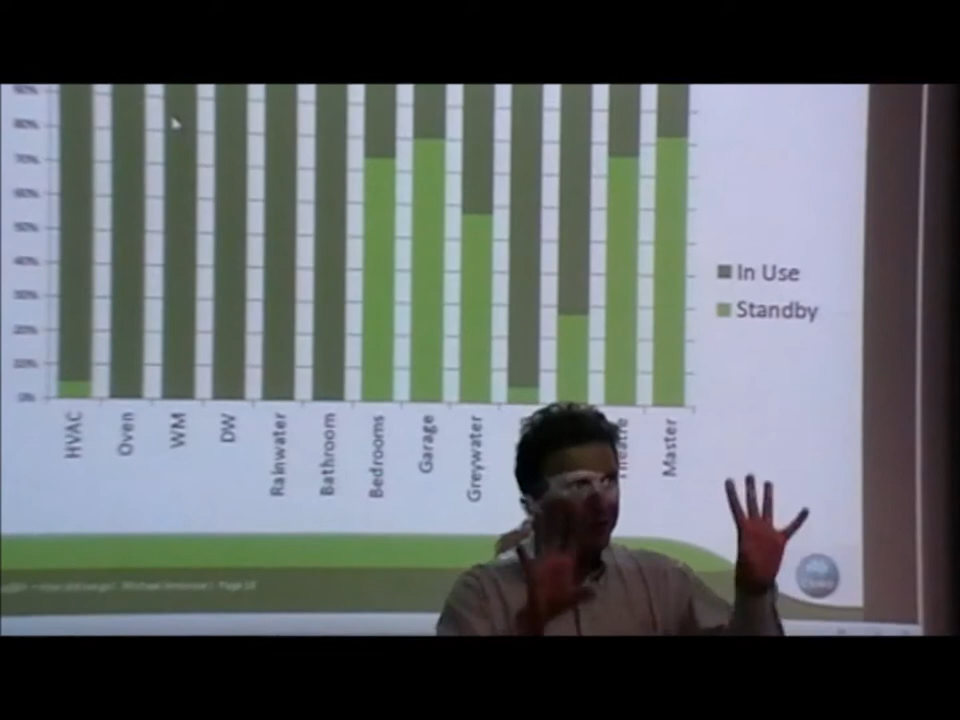 90%
80%
70%
60%
50%
40%
30%
20%
10%
0%
HVAC
Oven
WM
DW
Rainwater
Bathroom
Bedrooms
Garage
Greywater
Theatre
Master
In Use
Standby